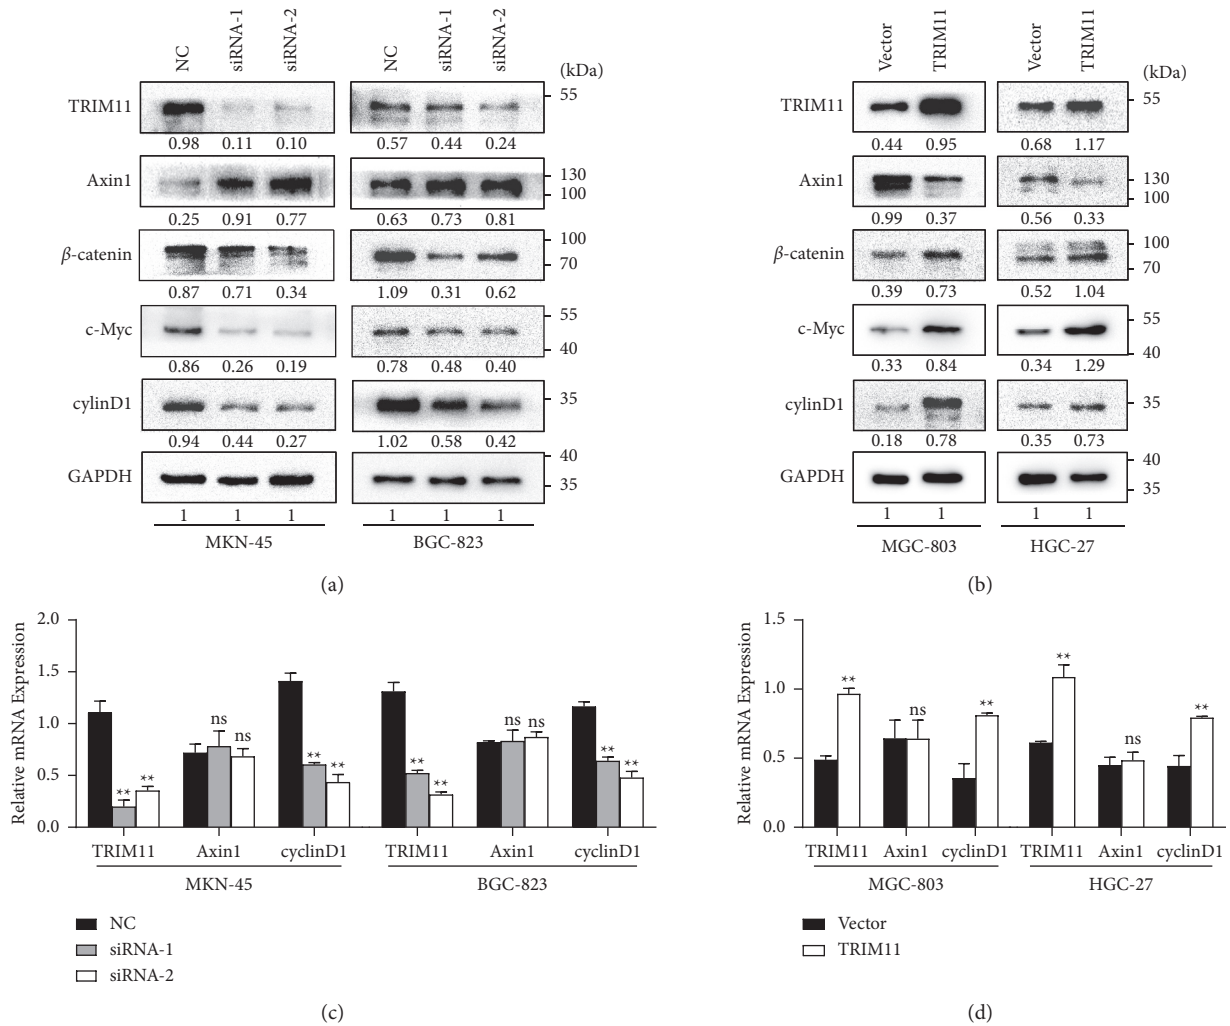 NC siRNA-1 siRNA-2 NC siRNA-1 siRNA-2 (kDa)
TRIM11 55
0.98 0.11 0.10 0.57 0.44 0.24
Axin1 130
100
0.25 0.91 0.77 0.63 0.73 0.81
β-catenin 100
70
0.87 0.71 0.34 1.09 0.31 0.62
c-Myc 55
40
0.86 0.26 0.19 0.78 0.48 0.40
cylinD1 35
0.94 0.44 0.27 1.02 0.58 0.42
GAPDH 40
35
1 1 1 1 1 1
MKN-45 BGC-823
(a)
Vector TRIM11 Vector TRIM11 (kDa)
TRIM11 55
0.44 0.95 0.68 1.17
Axin1 130
100
0.99 0.37 0.56 0.33
β-catenin 100
70
0.39 0.73 0.52 1.04
c-Myc 55
40
0.33 0.84 0.34 1.29
cylinD1 35
0.18 0.78 0.35 0.73
GAPDH 40
35
1 1 1 1
MGC-803 HGC-27
(b)
Relative mRNA Expression
2.0
1.5
1.0
0.5
0.0
** ** ns ns ** ** ** ** ns ns ** **
TRIM11 Axin1 cyclinD1 TRIM11 Axin1 cyclinD1
MKN-45 BGC-823
NC
siRNA-1
siRNA-2
(c)
Relative mRNA Expression
1.5
1.0
0.5
0.0
** ns ** ** ns **
TRIM11 Axin1 cyclinD1 TRIM11 Axin1 cyclinD1
MGC-803 HGC-27
Vector
TRIM11
(d)